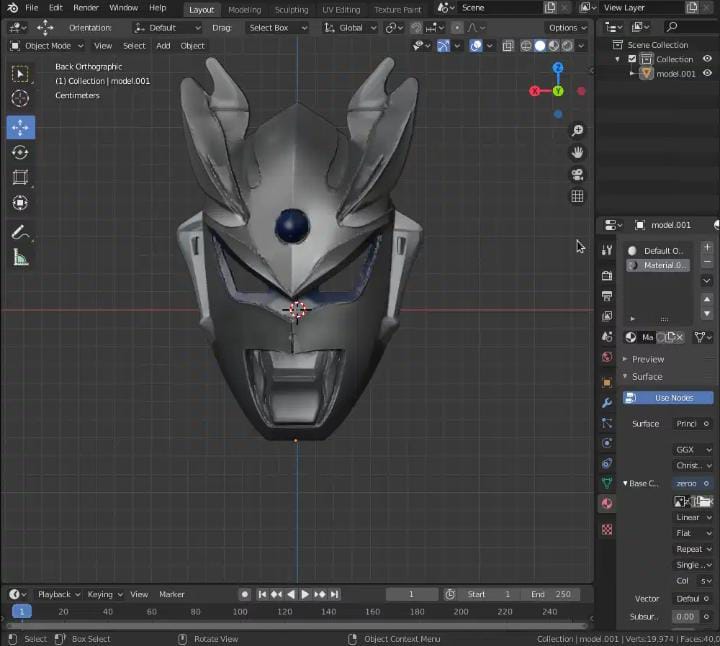 File Edit Render Window Help Layout Modeling Sculpting UV Editing Texture Paint Scene View Layer
Orientation: Default Drag: Select Box Global Options
Object Mode View Select Add Object
Back Orthographic
(1) Collection | model.001
Centimeters
Z
X
Y
Scene Collection
Collection
model.001
model.001
Default O...
Material.0...
Ma
Preview
Surface
Use Nodes
Surface Princi
GGX
Christ...
Base C... zeroo
Linear
Flat
Repeat
Single ...
Col s
Vector Defaul
Subsur... 0.00
Playback Keying View Marker 1 Start 1 End 250
1 20 40 60 80 100 120 140 160 180 200 220 240
Select Box Select Rotate View Object Context Menu Collection | model.001 | Verts:19,974 | Faces:40,0